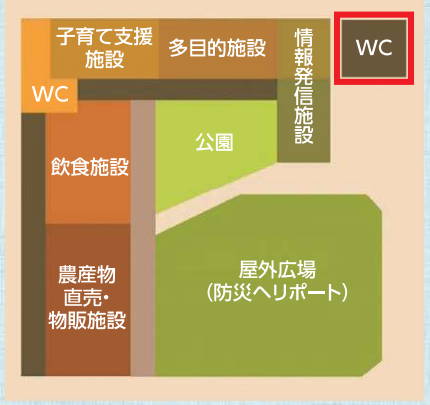 子育て支援
施設
多目的施設
情報発信施設
WC
WC
公園
飲食施設
農産物
直売・
物販施設
屋外広場
（防災ヘリポート）